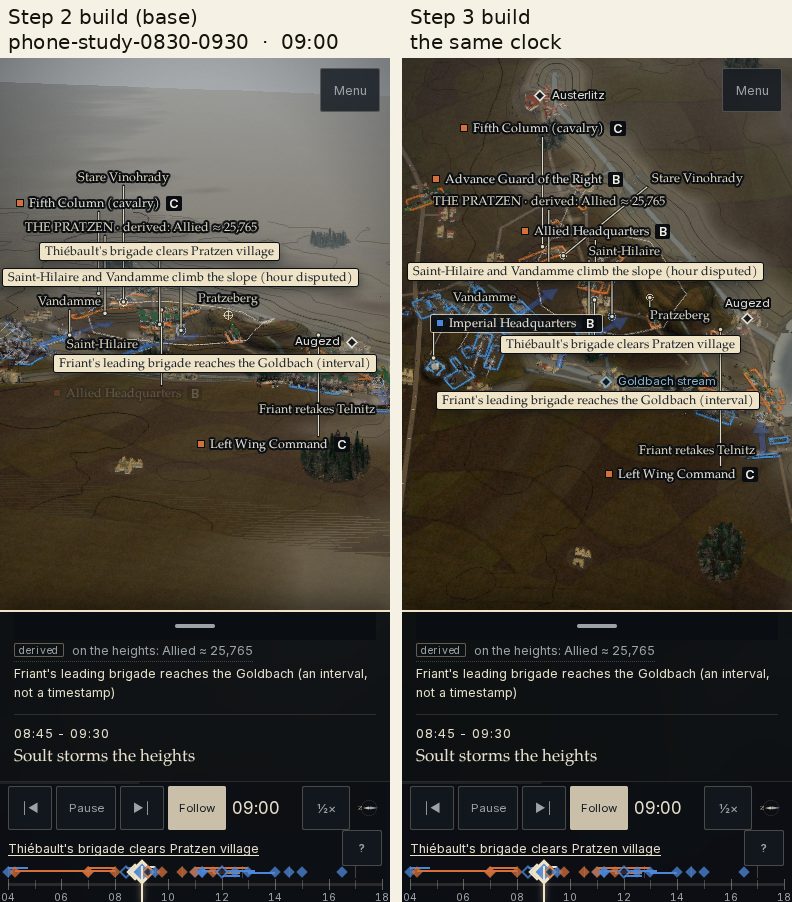 Step 2 build (base)
phone-study-0830-0930 · 09:00
Menu
Stare Vinohrady
Fifth Column (cavalry) C
THE PRATZEN · derived: Allied ≈ 25,765
Thiébault's brigade clears Pratzen village
Saint-Hilaire and Vandamme climb the slope (hour disputed)
Vandamme
Pratzeberg
Saint-Hilaire
Augezd
Friant's leading brigade reaches the Goldbach (interval)
Allied Headquarters B
Friant retakes Telnitz
Left Wing Command C
derived on the heights: Allied ≈ 25,765
Friant's leading brigade reaches the Goldbach (an interval,
not a timestamp)
08:45 - 09:30
Soult storms the heights
Pause
Follow
09:00
½×
Thiébault's brigade clears Pratzen village
?
04 08 10 12 14 16 18
Step 3 build
the same clock
Menu
Austerlitz
Fifth Column (cavalry) C
Advance Guard of the Right B
Stare Vinohrady
THE PRATZEN · derived: Allied ≈ 25,765
Allied Headquarters B
Saint-Hilaire
Saint-Hilaire and Vandamme climb the slope (hour disputed)
Vandamme
Augezd
Pratzeberg
Imperial Headquarters B
Thiébault's brigade clears Pratzen village
Goldbach stream
Friant's leading brigade reaches the Goldbach (interval)
Friant retakes Telnitz
Left Wing Command C
derived on the heights: Allied ≈ 25,765
Friant's leading brigade reaches the Goldbach (an interval,
not a timestamp)
08:45 - 09:30
Soult storms the heights
Pause
Follow
09:00
½×
Thiébault's brigade clears Pratzen village
?
04 08 10 12 14 16 18